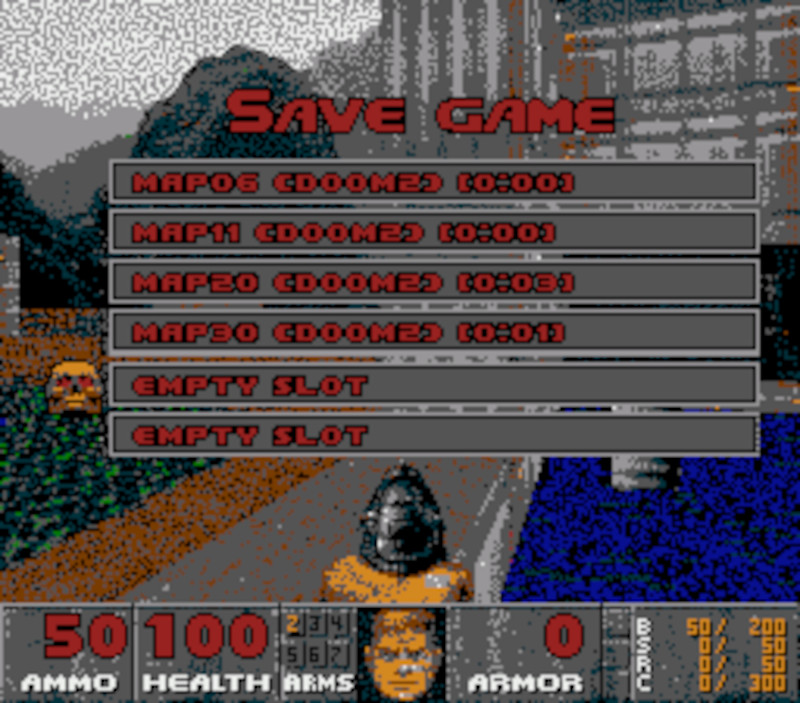 SAVE GAME
MAP06 (DOOM2) [0:00]
MAP11 (DOOM2) [0:00]
MAP20 (DOOM2) [0:03]
MAP30 (DOOM2) [0:01]
EMPTY SLOT
EMPTY SLOT
50 100 2 3 4 0 B 50/ 200
S 0/ 50
5 6 7 R 0/ 50
AMMO HEALTH ARMS ARMOR C 0/ 300